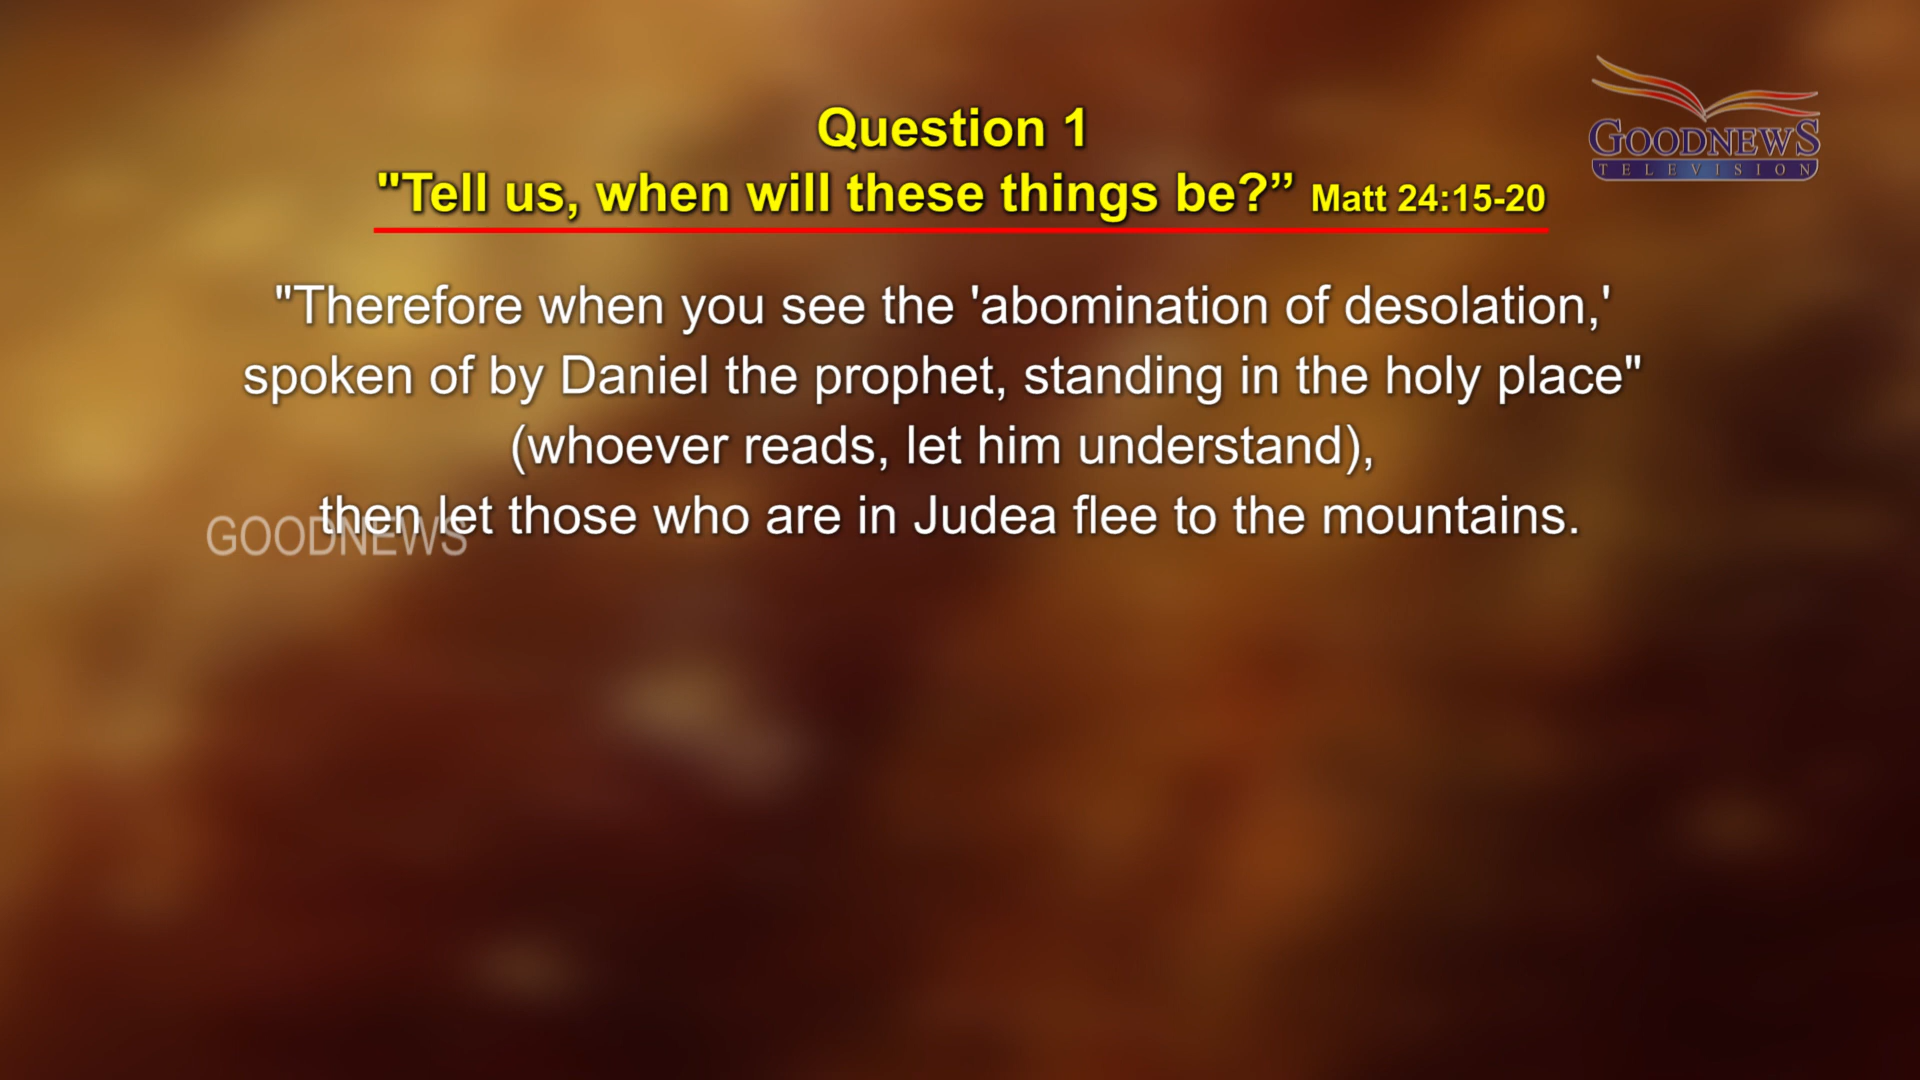 Question 1
"Tell us, when will these things be?” Matt 24:15-20
GOODNEWS
TELEVISION
"Therefore when you see the 'abomination of desolation,'
spoken of by Daniel the prophet, standing in the holy place"
(whoever reads, let him understand),
then let those who are in Judea flee to the mountains.
GOODNEWS